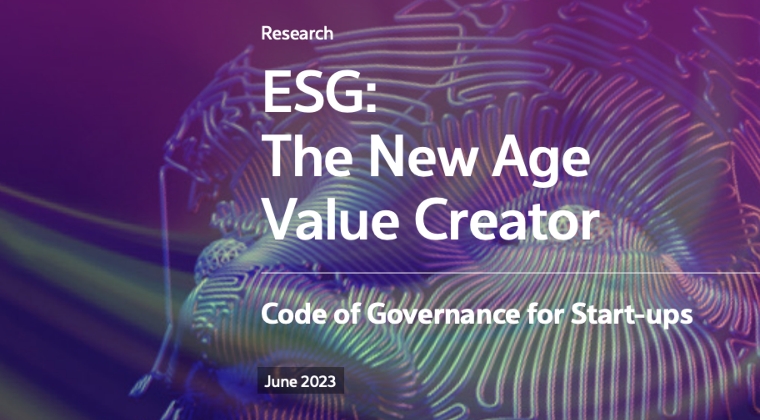 Research
ESG:
The New Age
Value Creator
Code of Governance for Start-ups
June 2023